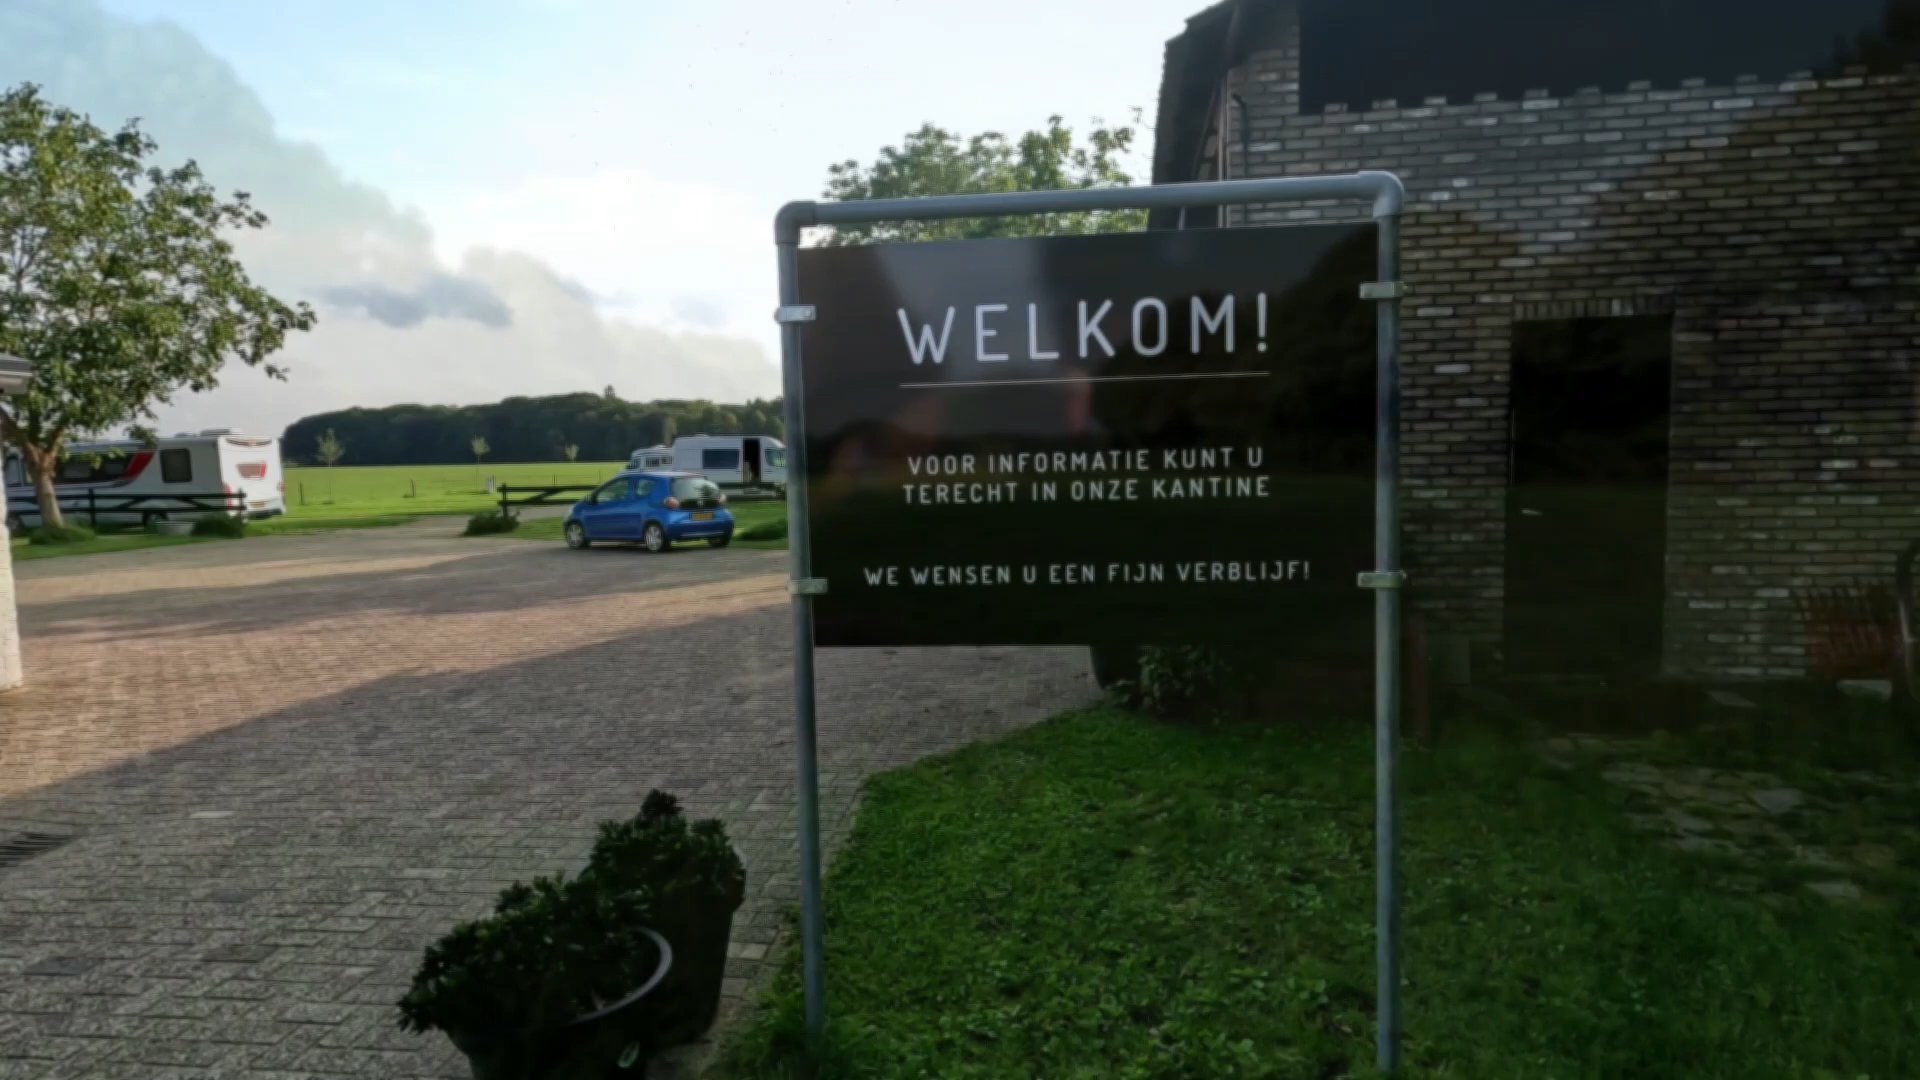 WELKOM!
VOOR INFORMATIE KUNT U
TERECHT IN ONZE KANTINE
WE WENSEN U EEN FIJN VERBLIJF!